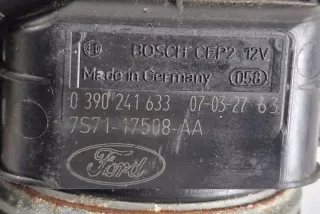 BOSCH CEP2 12V
Made in Germany 058
0 390 241 633 07-03-27 63
7S71-17508-AA
Ford